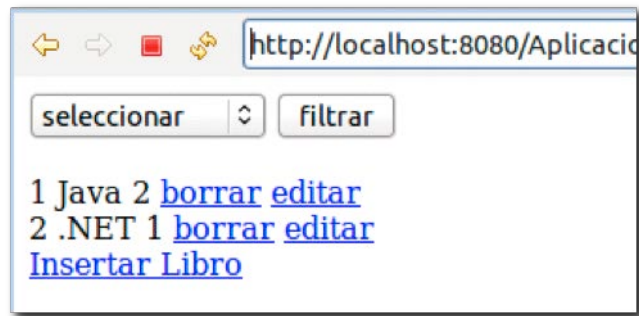 http://localhost:8080/Aplicacio
seleccionar filtrar
1 Java 2 borrar editar
2 .NET 1 borrar editar
Insertar Libro